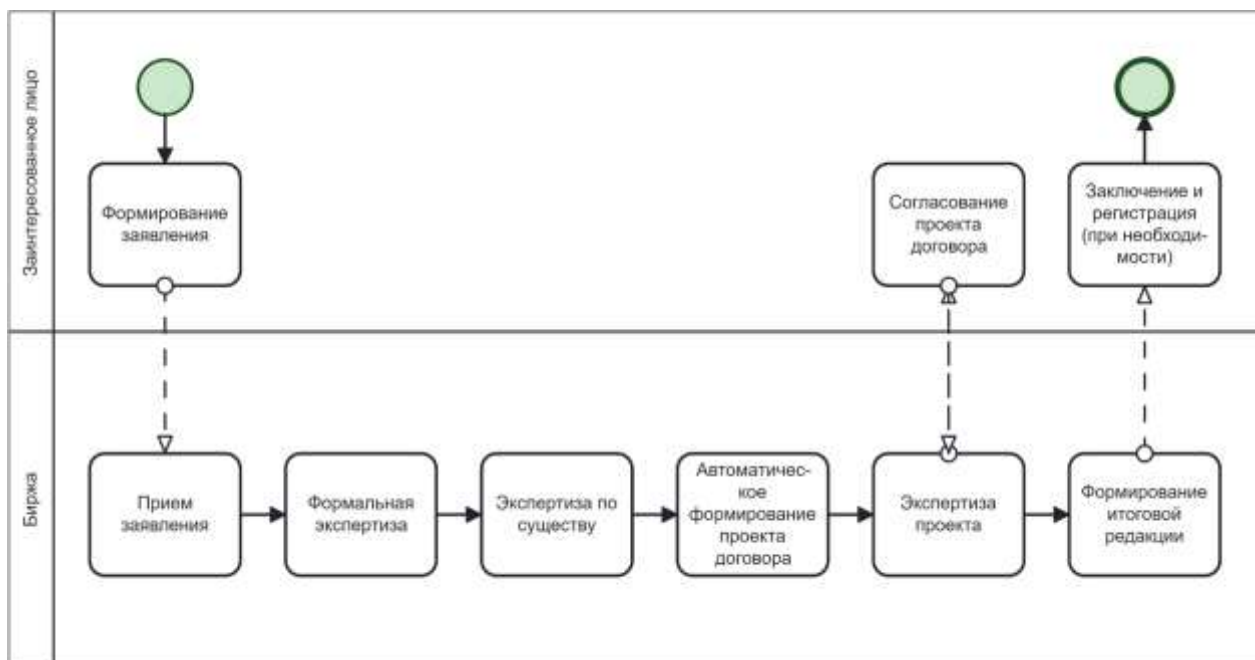 Заинтересованное лицо
Формирование
заявления
Согласование
проекта
договора
Заключение и
регистрация
(при необходи-
мости)
Биржа
Прием
заявления
Формальная
экспертиза
Экспертиза по
существу
Автоматичес-
кое
формирование
проекта
договора
Экспертиза
проекта
Формирование
итоговой
редакции